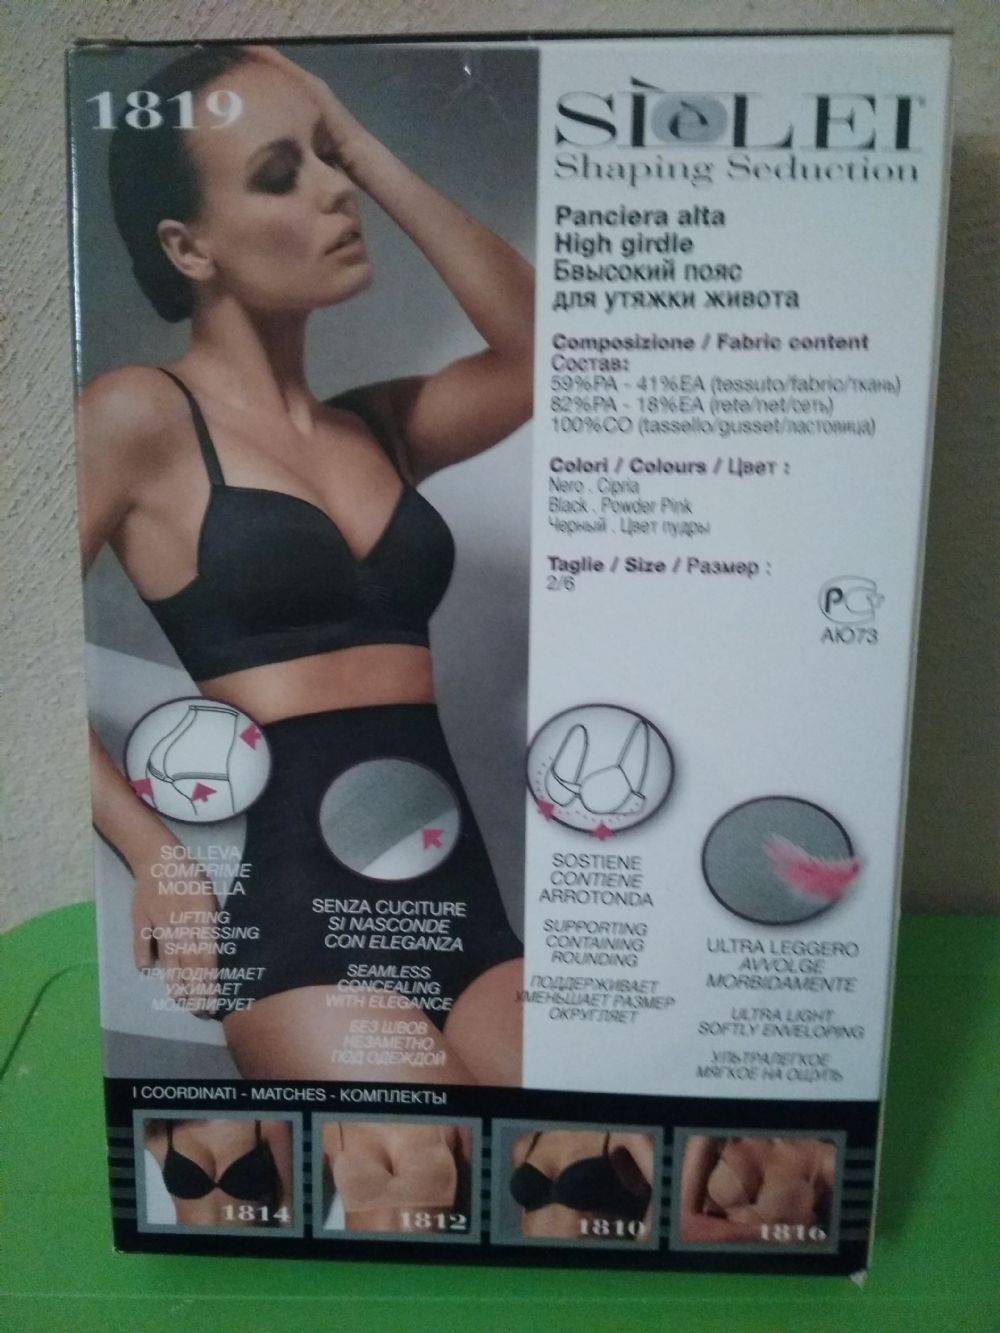 1819
SÌèLEI
Shaping Seduction
Panciera alta
High girdle
Бвысокий пояс
для утяжки живота
Composizione / Fabric content
Состав:
59%PA - 41%EA (tessuto/fabric/ткань)
82%PA - 18%EA (rete/net/сеть)
100%CO (tassello/gusset/ластовица)
Colori / Colours / Цвет :
Nero . Cipria
Black . Powder Pink
Черный . Цвет пудры
Taglie / Size / Размер :
2/6
АЮ73
SOLLEVA
COMPRIME
MODELLA
LIFTING
COMPRESSING
SHAPING
ПРИПОДНИМАЕТ
УЖИМАЕТ
МОДЕЛИРУЕТ
SENZA CUCITURE
SI NASCONDE
CON ELEGANZA
SEAMLESS
CONCEALING
WITH ELEGANCE
БЕЗ ШВОВ
НЕЗАМЕТНО
ПОД ОДЕЖДОЙ
SOSTIENE
CONTIENE
ARROTONDA
SUPPORTING
CONTAINING
ROUNDING
ПОДДЕРЖИВАЕТ
УМЕНЬШАЕТ РАЗМЕР
ОКРУГЛЯЕТ
ULTRA LEGGERO
AVVOLGE
MORBIDAMENTE
ULTRA LIGHT
SOFTLY ENVELOPING
УЛЬТРАЛЕГКОЕ
МЯГКОЕ НА ОЩУПЬ
I COORDINATI - MATCHES - КОМПЛЕКТЫ
1814
1812
1810
1816